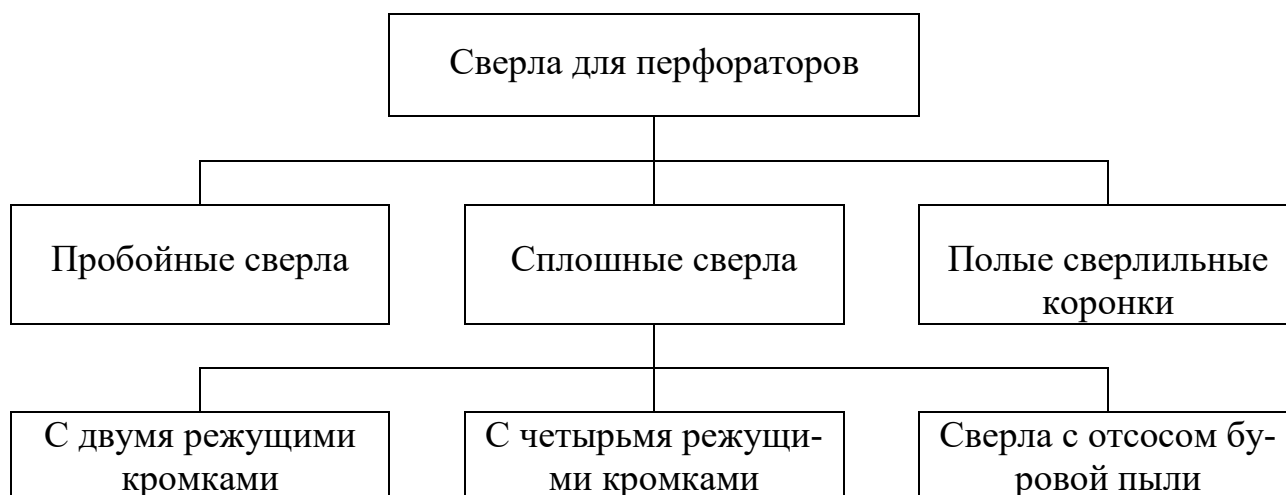 Сверла для перфораторов
Пробойные сверла
Сплошные сверла
Полые сверлильные
коронки
С двумя режущими
кромками
С четырьмя режущи-
ми кромками
Сверла с отсосом бу-
ровой пыли